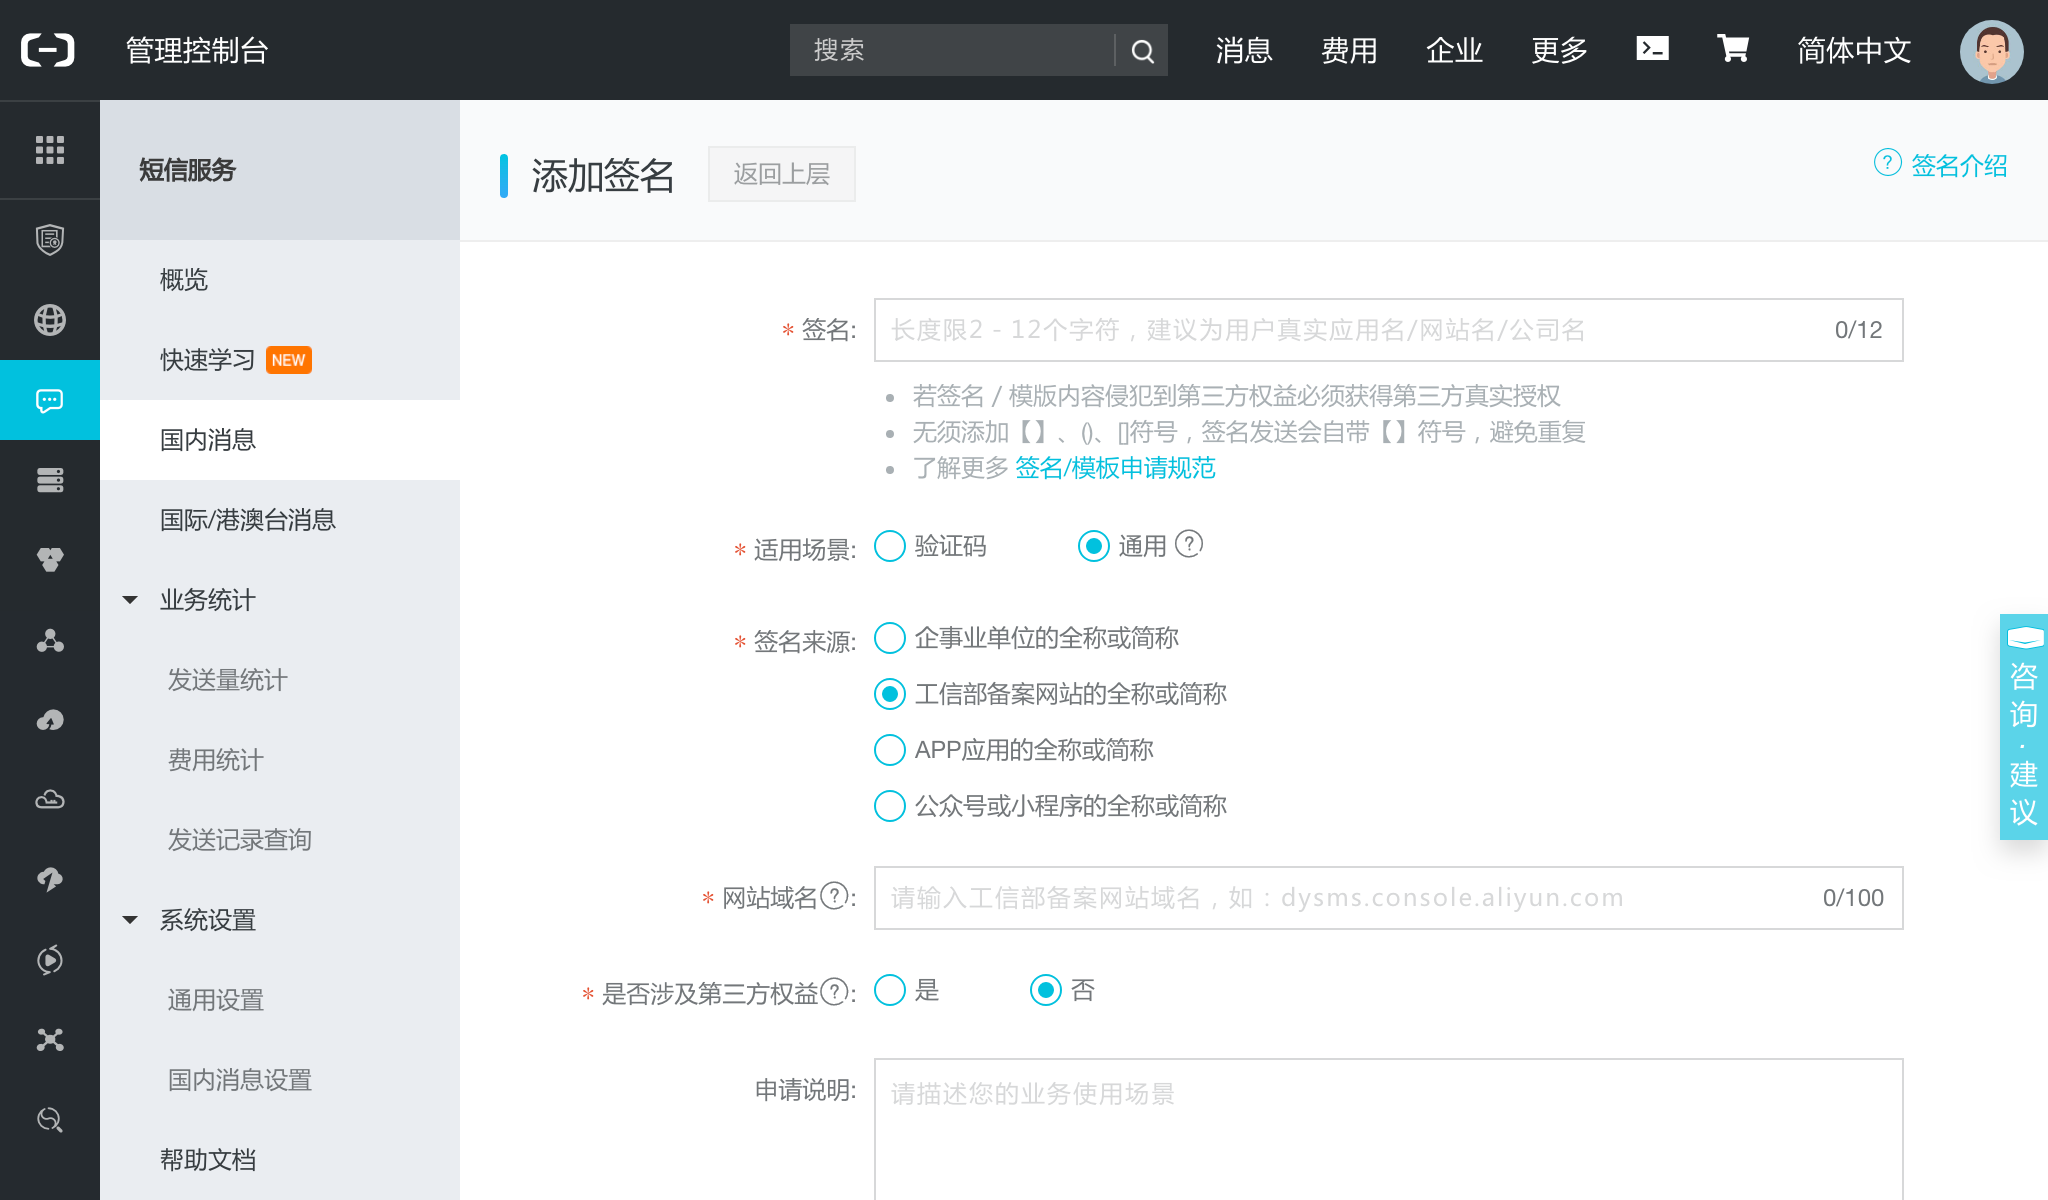 管理控制台
搜索
消息
费用
企业
更多
简体中文
短信服务
概览
快速学习 NEW
国内消息
国际/港澳台消息
业务统计
发送量统计
费用统计
发送记录查询
系统设置
通用设置
国内消息设置
帮助文档
添加签名
返回上层
? 签名介绍
* 签名:
长度限2 - 12个字符，建议为用户真实应用名/网站名/公司名
0/12
若签名 / 模版内容侵犯到第三方权益必须获得第三方真实授权
无须添加【】、()、[]符号，签名发送会自带【】符号，避免重复
了解更多 签名/模板申请规范
* 适用场景:
验证码
通用 ?
* 签名来源:
企事业单位的全称或简称
工信部备案网站的全称或简称
APP应用的全称或简称
公众号或小程序的全称或简称
* 网站域名?:
请输入工信部备案网站域名，如：dysms.console.aliyun.com
0/100
* 是否涉及第三方权益?:
是
否
申请说明:
请描述您的业务使用场景
咨询·建议